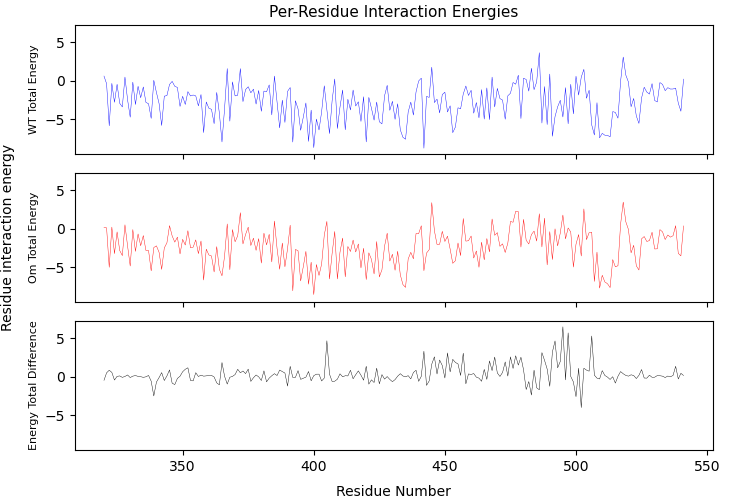 Per-Residue Interaction Energies
Residue interaction energy
WT Total Energy
5
0
−5
Om Total Energy
5
0
−5
Energy Total Difference
5
0
−5
350 400 450 500 550
Residue Number